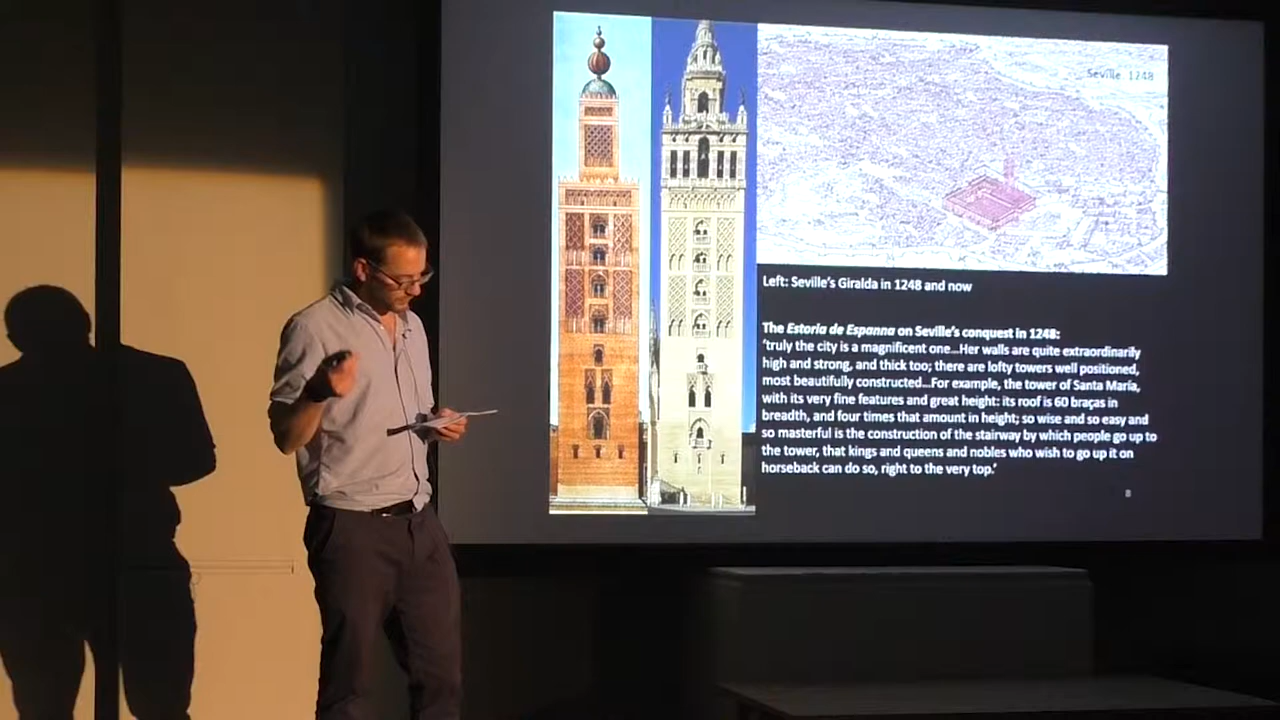 Seville 1248
Left: Seville's Giralda in 1248 and now
The Estoria de Espanna on Seville's conquest in 1248:
'truly the city is a magnificent one...Her walls are quite extraordinarily
high and strong, and thick too; there are lofty towers well positioned,
most beautifully constructed...For example, the tower of Santa María,
with its very fine features and great height: its roof is 60 braças in
breadth, and four times that amount in height; so wise and so easy and
so masterful is the construction of the stairway by which people go up to
the tower, that kings and queens and nobles who wish to go up it on
horseback can do so, right to the very top.'
8